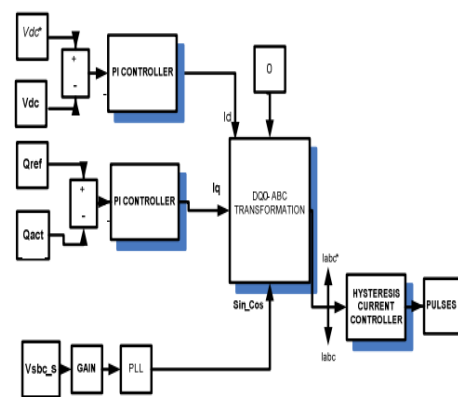 Vdc*
+
-
Vdc
PI CONTROLLER
-
0
Id
Qref
+
-
Qact
PI CONTROLLER
-
Iq
DQ0- ABC
TRANSFORMATION
Sin_Cos
Iabc*
Iabc
HYSTERESIS
CURRENT
CONTROLLER
PULSES
Vsbc_s
GAIN
PLL